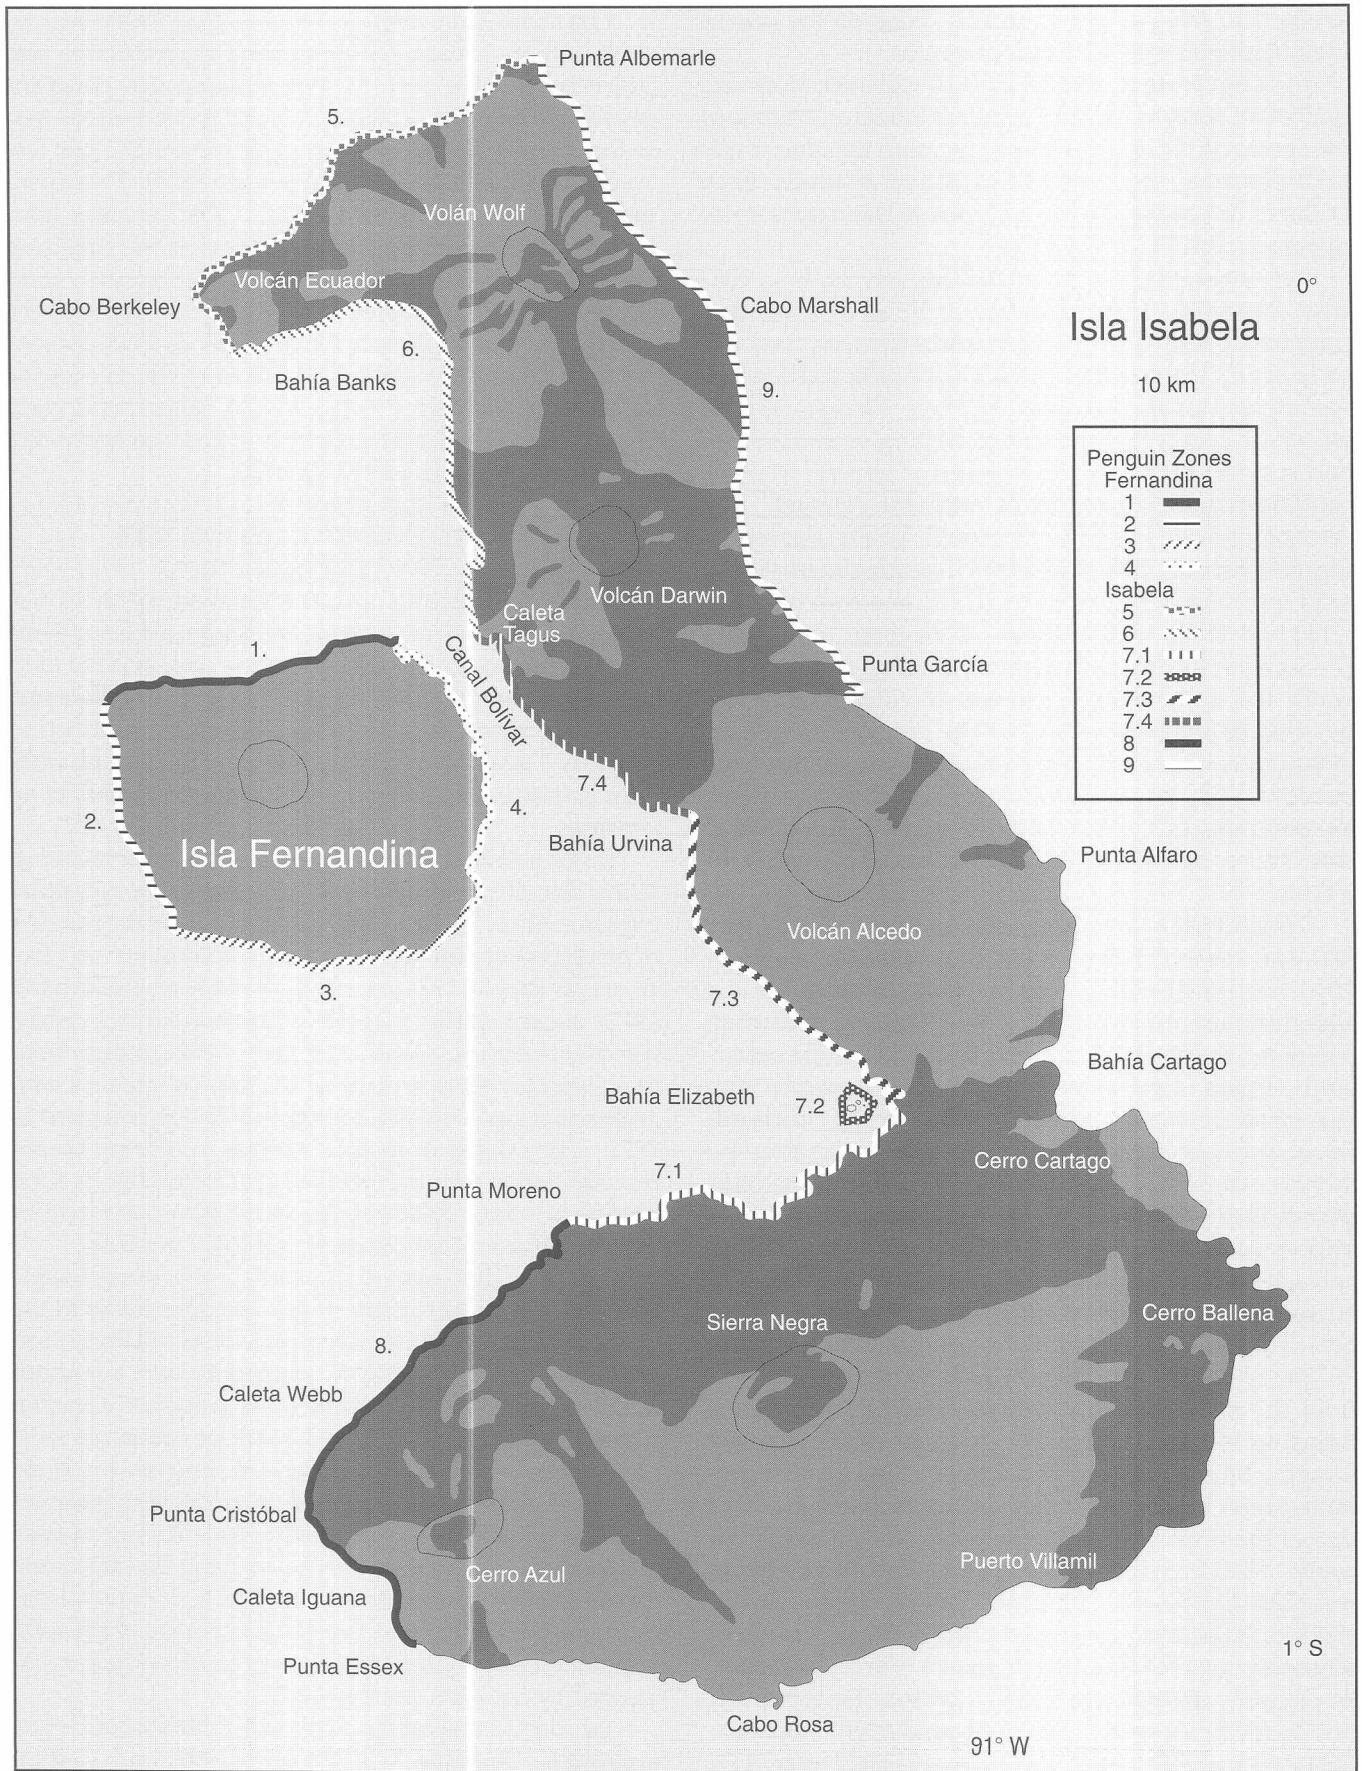 Punta Albemarle
5.
Volán Wolf
Volcán Ecuador
Cabo Berkeley
0°
Cabo Marshall
Isla Isabela
6.
Bahía Banks
10 km
9.
Penguin Zones
Fernandina
1
2
3
4
Isabela
5
6
7.1
7.2
7.3
7.4
8
9
Volcán Darwin
Caleta
Tagus
1.
Canal Bolívar
Punta García
7.4
2.
4.
Isla Fernandina
Bahía Urvina
Punta Alfaro
Volcán Alcedo
3.
7.3
Bahía Cartago
Bahía Elizabeth
7.2
Cerro Cartago
7.1
Punta Moreno
Sierra Negra
Cerro Ballena
8.
Caleta Webb
Punta Cristóbal
Puerto Villamil
Cerro Azul
Caleta Iguana
1° S
Punta Essex
Cabo Rosa
91° W